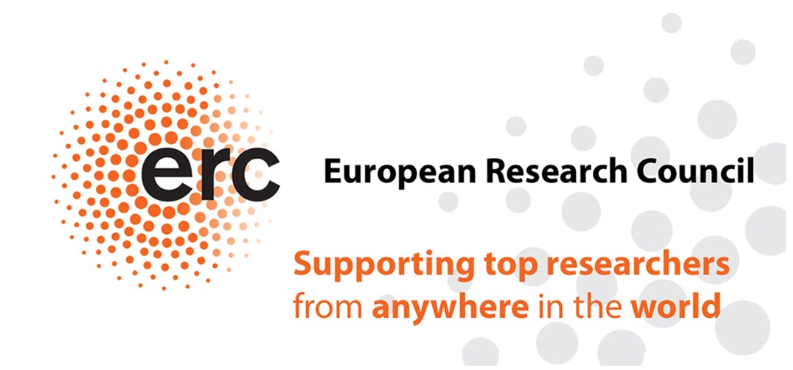 erc
European Research Council
Supporting top researchers
from anywhere in the world